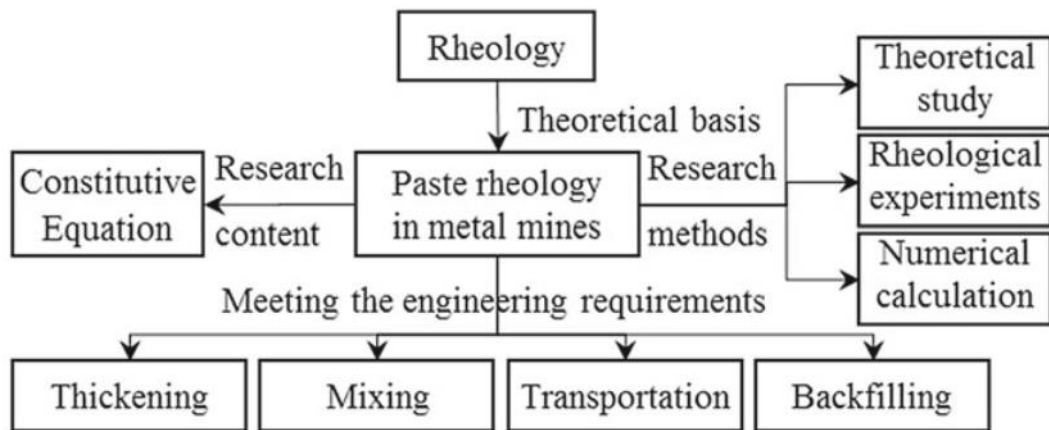 Rheology
Theoretical basis
Theoretical
study
Constitutive
Equation
Research
content
Paste rheology
in metal mines
Research
methods
Rheological
experiments
Numerical
calculation
Meeting the engineering requirements
Thickening
Mixing
Transportation
Backfilling